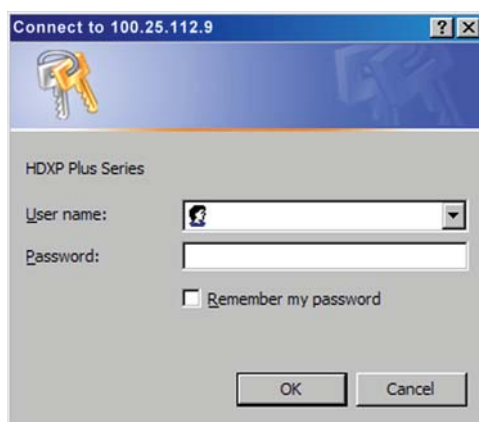 Connect to 100.25.112.9
HDXP Plus Series
User name:
Password:
Remember my password
OK Cancel